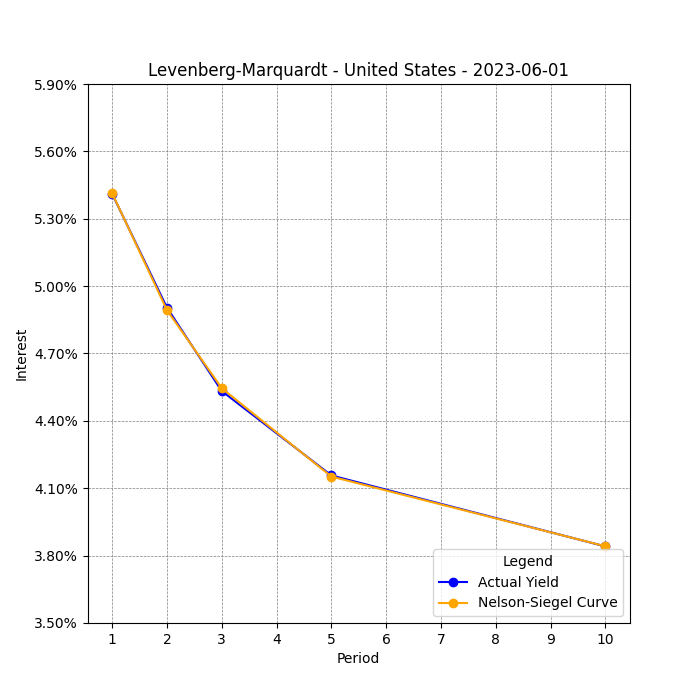 Levenberg-Marquardt - United States - 2023-06-01
5.90%
5.60%
5.30%
5.00%
4.70%
4.40%
4.10%
3.80%
3.50%
Interest
1 2 3 4 5 6 7 8 9 10
Period
Legend
Actual Yield
Nelson-Siegel Curve